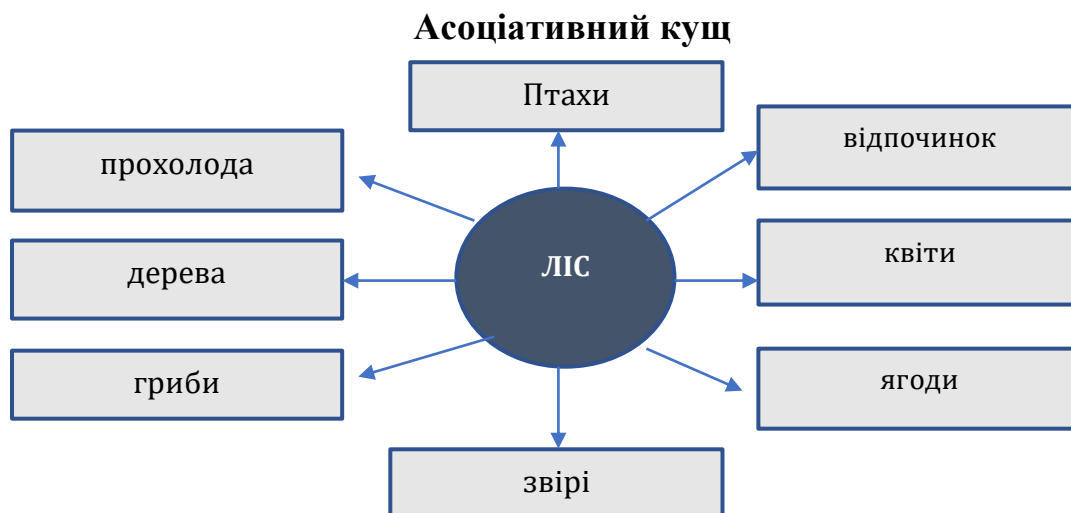 Асоціативний кущ
Птахи
прохолода
відпочинок
дерева
ЛІС
квіти
гриби
ягоди
звірі